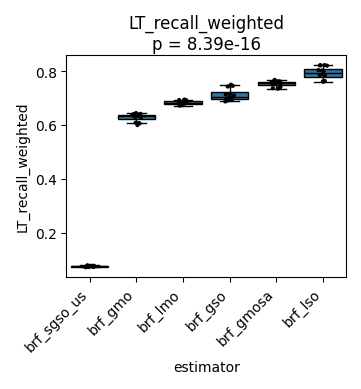 LT_recall_weighted
p = 8.39e-16
LT_recall_weighted
0.8
0.6
0.4
0.2
brf_sgso_us
brf_gmo
brf_lmo
brf_gso
brf_gmosa
brf_lso
estimator